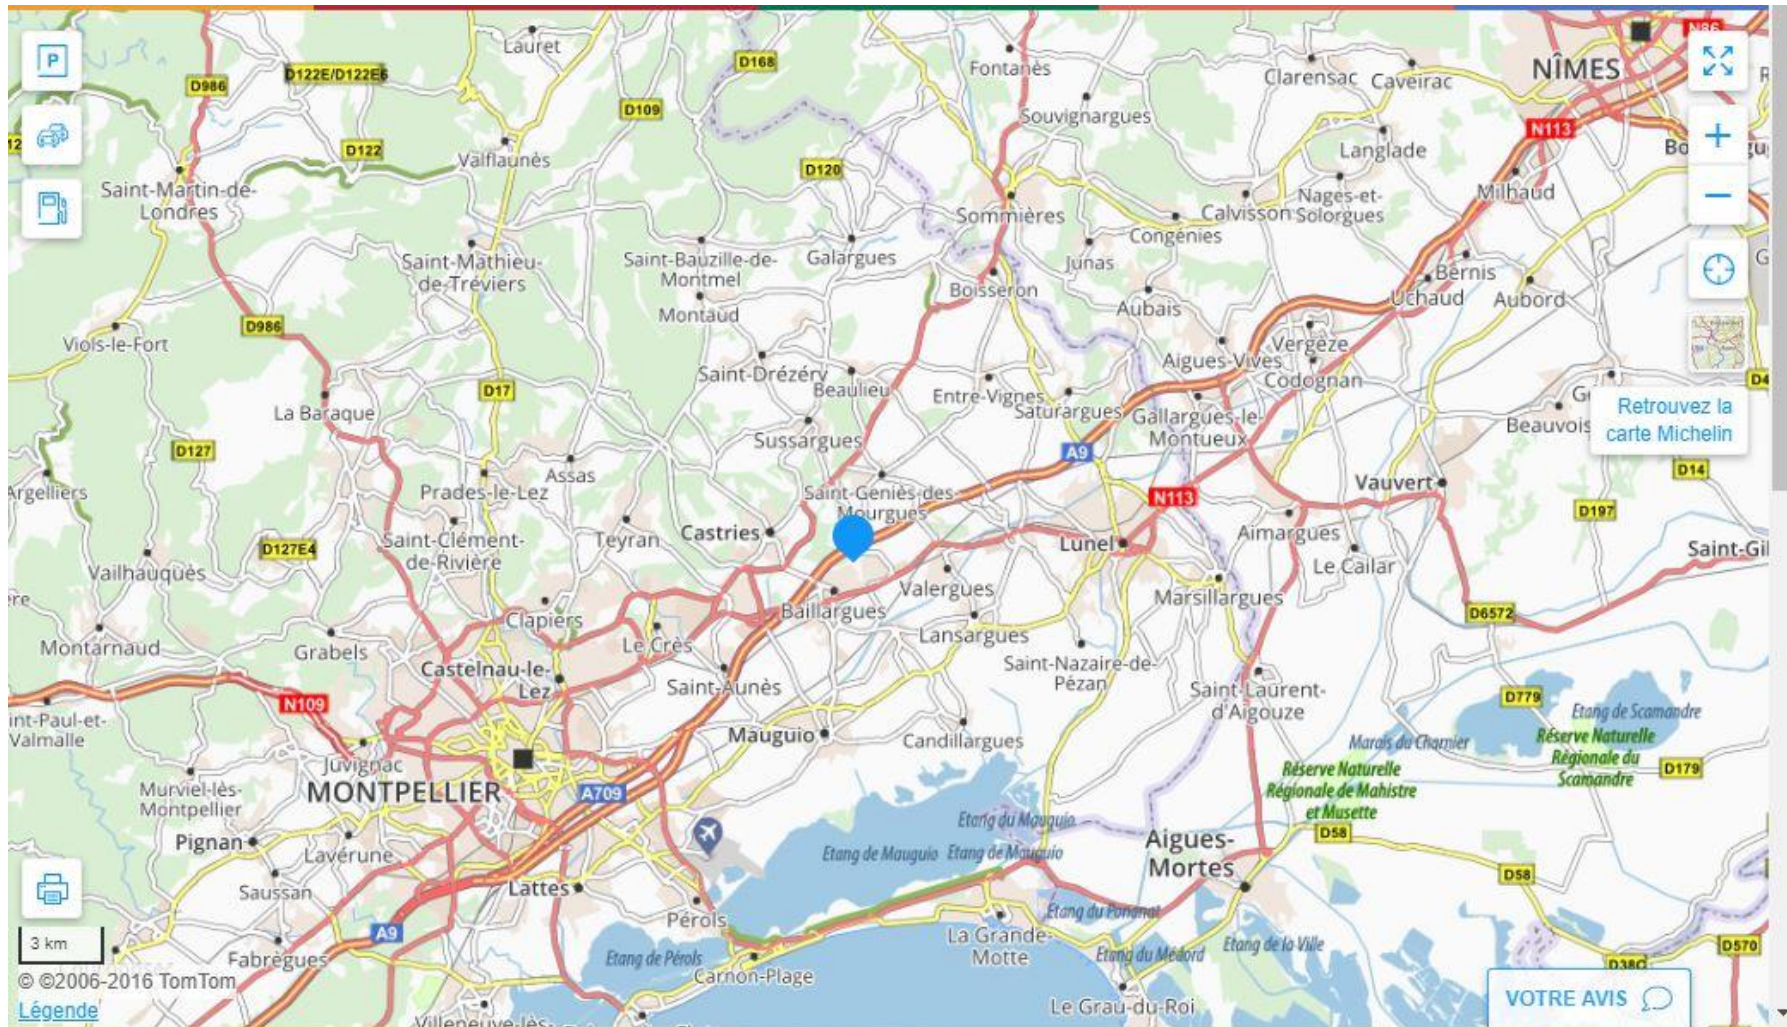 Lauret
D168
Fontanès
NÎMES
N86
P
D986
D122E/D122E6
Clarensac
Caveirac
D109
Souvignargues
N113
D122
Valflaunès
Langlade
D120
Saint-Martin-de-
Londres
Sommières
Calvisson
Nages-et-
Solorgues
Milhaud
Congénies
Saint-Mathieu-
de-Tréviers
Saint-Bauzille-de-
Montmel
Galargues
Junas
Bernis
Boisseron
Aubais
Uchaud
Aubord
Montaud
D986
Viols-le-Fort
Vergèze
Aigues-Vives
Saint-Drézéry
Beaulieu
Codognan
D17
Entre-Vignes
Saturargues
Gallargues-le-
Montueux
Retrouvez la
carte Michelin
La Baraque
Sussargues
D127
A9
D14
Assas
Argelliers
Prades-le-Lez
Saint-Geniès-des-
Mourgues
N113
Vauvert
D197
Castries
Saint-Clément-
de-Rivière
Teyran
Lunel
Aimargues
D127E4
Saint-Gil
Vailhauquès
Le Cailar
Valergues
Marsillargues
Baillargues
D6572
Clapiers
Lansargues
Montarnaud
Grabels
Le Crès
Castelnau-le-
Lez
Saint-Nazaire-de-
Pézan
Saint-Aunès
Saint-Laurent-
d'Aigouze
D779
N109
int-Paul-et-
Valmalle
Etang de Scamandre
Mauguio
Candillargues
Marais du Charnier
Réserve Naturelle
Régionale du
Scamandre
Juvignac
Réserve Naturelle
Régionale de Mahistre
et Musette
D179
Murviel-lès-
Montpellier
MONTPELLIER
A709
Etang du Mauguio
D58
Pignan
Aigues-
Mortes
Lavérune
Etang de Mauguio
Etang de Mauguio
D58
Saussan
Lattes
Pérols
Etang du Ponant
A9
La Grande-
Motte
Etang de la Ville
3 km
Fabrègues
Etang de Pérols
Etang du Médord
D570
Carnon-Plage
© ©2006-2016 TomTom
VOTRE AVIS
Légende
Le Grau-du-Roi
Villeneuve-lès-